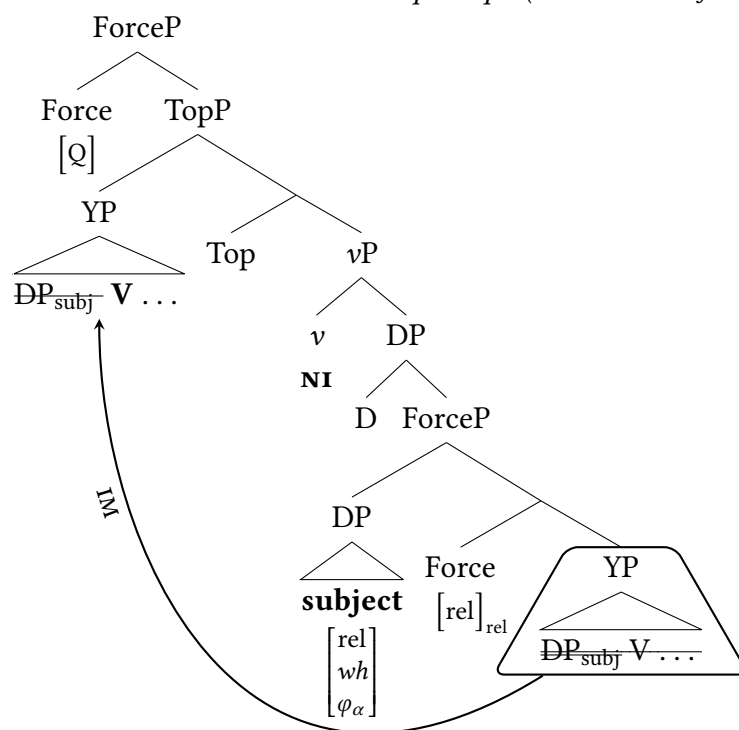 ForceP
Force TopP
[Q]
YP
Top vP
DPsubj V ...
v DP
NI
D ForceP
IM
DP
Force YP
subject [rel]rel
DPsubj V ...
rel
wh
φα